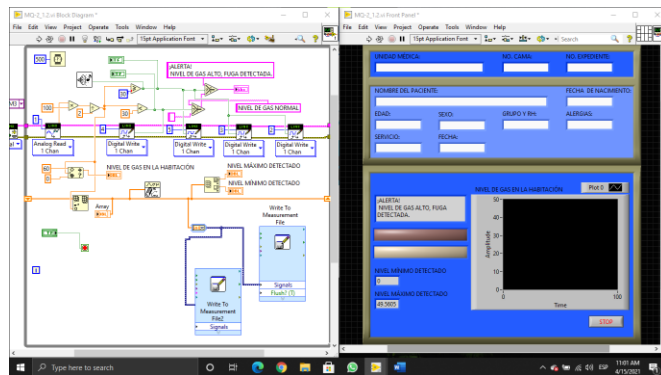 MQ-2_1.2.vi Block Diagram *
File Edit View Project Operate Tools Window Help
15pt Application Font
500
¡ALERTA!
NIVEL DE GAS ALTO, FUGA DETECTADA.
NIVEL DE GAS NORMAL
100
2
30
30
Analog Read
1 Chan
Digital Write
1 Chan
Digital Write
1 Chan
Digital Write
1 Chan
Digital Write
1 Chan
60
0
NIVEL DE GAS EN LA HABITACIÓN
NIVEL MÁXIMO DETECTADO
NIVEL MÍNIMO DETECTADO
Array
Write To
Measurement
File
Signals
Flush? (T)
Write To
Measurement
File2
Signals
i
MQ-2_1.2.vi Front Panel *
File Edit View Project Operate Tools Window Help
15pt Application Font
Search
UNIDAD MÉDICA:
NO. CAMA:
NO. EXPEDIENTE:
NOMBRE DEL PACIENTE:
FECHA DE NACIMIENTO:
EDAD:
SEXO:
GRUPO Y RH:
ALERGIAS:
SERVICIO:
FECHA:
NIVEL DE GAS EN LA HABITACIÓN
Plot 0
¡ALERTA!
NIVEL DE GAS ALTO, FUGA
DETECTADA.
NIVEL MÍNIMO DETECTADO
0
NIVEL MÁXIMO DETECTADO
49.5605
Amplitude
50
40
30
20
10
0
0
100
Time
STOP
Type here to search
ESP
11:01 AM
4/15/2021